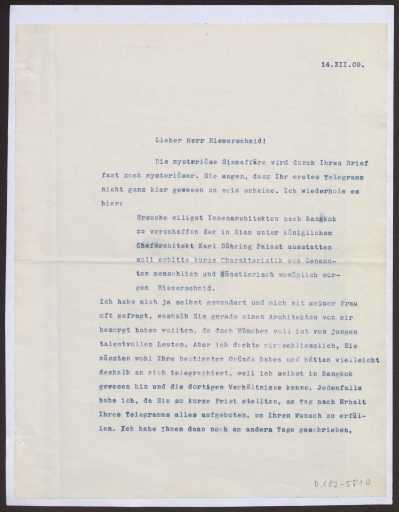 14.XII.09.
Lieber Herr Riemerschmid!
Die mysteriöse Siamaffäre wird durch Ihren Brief
fast noch mysteriöser. Sie sagen, dass Ihr erstes Telegramm
nicht ganz klar gewesen zu sein scheine. Ich wiederhole es
hier:
Ersuche eiligst Innenarchitekten nach Bangkok
zu verschaffen der in Siam unter königlichem
Chefarchitekt Karl Döhring Palast ausstatten
soll erbitte kurze Charakteristik des Genann-
ten menschlich und künstlerisch womöglich mor-
gen Riemerschmid.
Ich habe mich ja selbst gewundert und mich mit meiner Frau
oft gefragt, weshalb Sie gerade einen Architekten von mir
besorgt haben wollten, da doch München voll ist von jungen
talentvollen Leuten. Aber ich dachte mir schliesslich, Sie
müssten wohl Ihre bestimmten Gründe haben und hätten vielleicht
deshalb an mich telegraphiert, weil ich selbst in Bangkok
gewesen bin und die dortigen Verhältnisse kenne. Jedenfalls
habe ich, da Sie so kurze Frist stellten, am Tag nach Erhalt
Ihres Telegramms alles aufgeboten, um Ihren Wunsch zu erfül-
len. Ich habe Ihnen dann noch am andern Tage geschrieben,